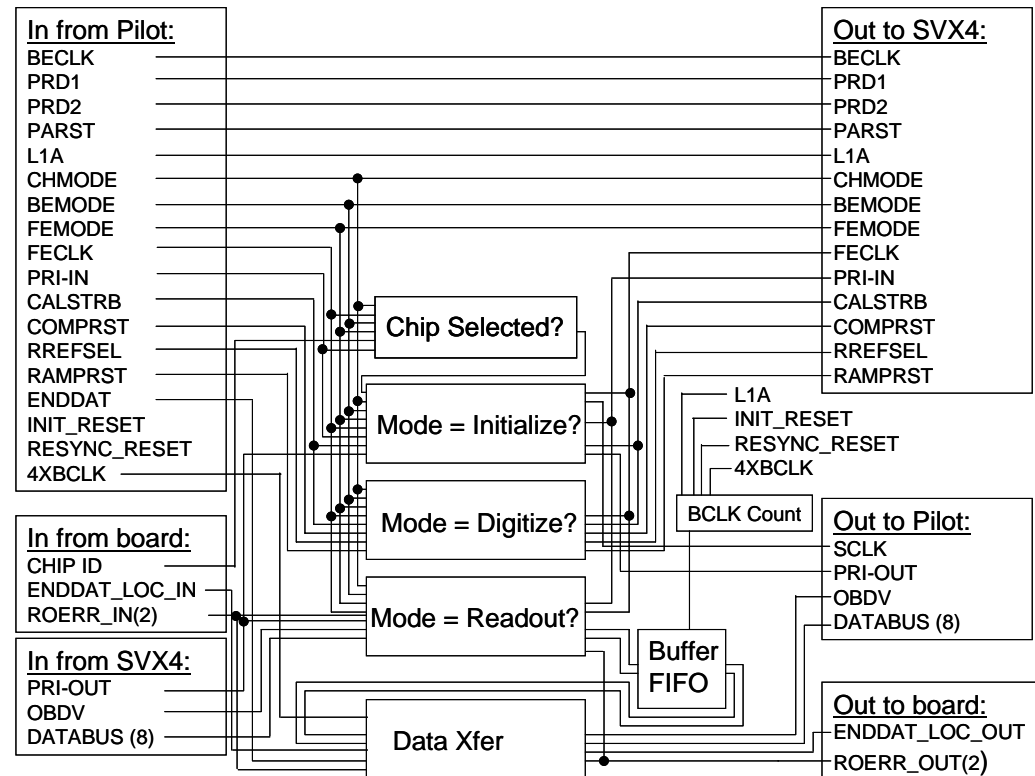 In from Pilot:
BECLK
PRD1
PRD2
PARST
L1A
CHMODE
BEMODE
FEMODE
FECLK
PRI-IN
CALSTRB
COMPRST
RREFSEL
RAMPRST
ENDDAT
INIT_RESET
RESYNC_RESET
4XBCLK
In from board:
CHIP ID
ENDDAT_LOC_IN
ROERR_IN(2)
In from SVX4:
PRI-OUT
OBDV
DATABUS (8)
Chip Selected?
Mode = Initialize?
Mode = Digitize?
Mode = Readout?
Data Xfer
L1A
INIT_RESET
RESYNC_RESET
4XBCLK
BCLK Count
Buffer
FIFO
Out to SVX4:
BECLK
PRD1
PRD2
PARST
L1A
CHMODE
BEMODE
FEMODE
FECLK
PRI-IN
CALSTRB
COMPRST
RREFSEL
RAMPRST
Out to Pilot:
SCLK
PRI-OUT
OBDV
DATABUS (8)
Out to board:
ENDDAT_LOC_OUT
ROERR_OUT(2)